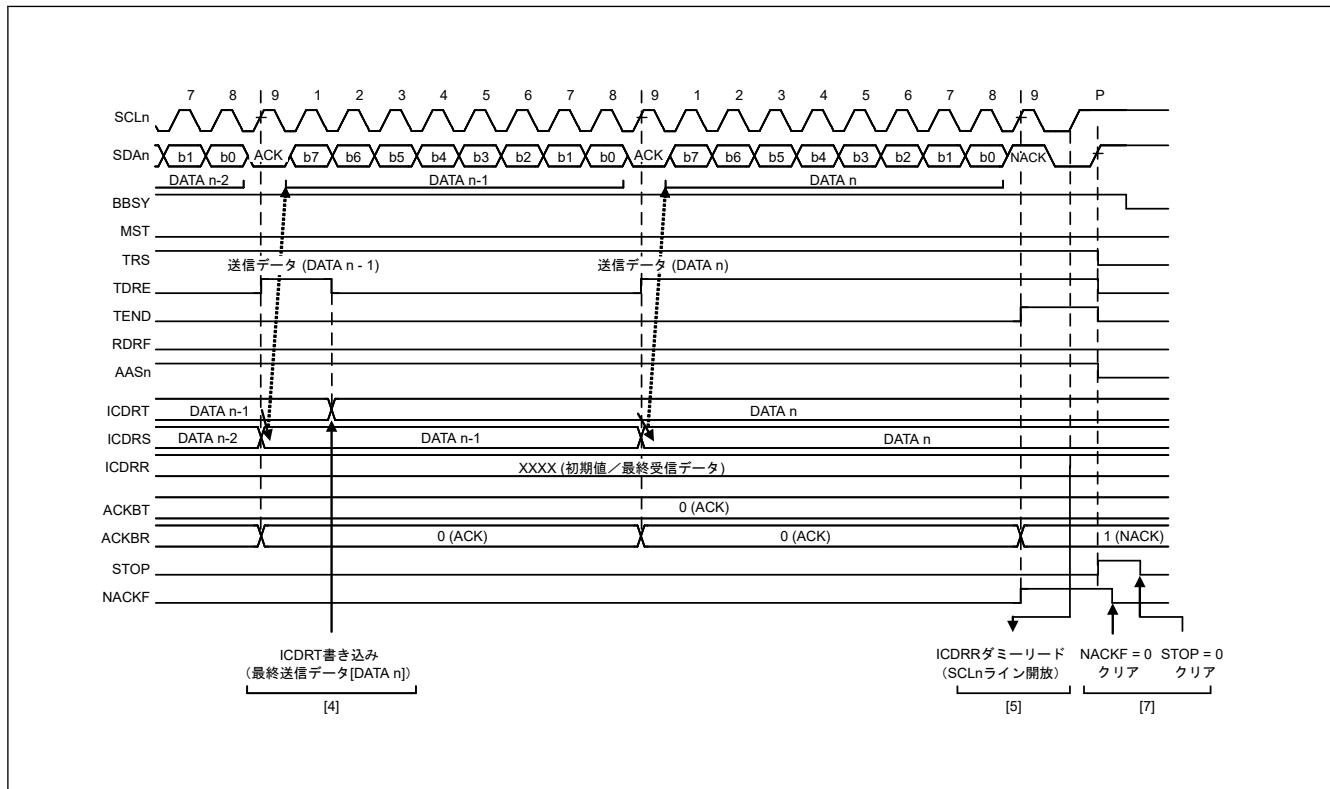 7 8 9 1 2 3 4 5 6 7 8 9 1 2 3 4 5 6 7 8 9 P
SCLn
SDAn b1 b0 ACK b7 b6 b5 b4 b3 b2 b1 b0 ACK b7 b6 b5 b4 b3 b2 b1 b0 NACK
DATA n-2 DATA n-1 DATA n
BBSY
MST
TRS
送信データ (DATA n - 1) 送信データ (DATA n)
TDRE
TEND
RDRF
AASn
ICDRT DATA n-1 DATA n
ICDRS DATA n-2 DATA n-1 DATA n
ICDRR XXXX (初期値／最終受信データ)
ACKBT 0 (ACK)
ACKBR 0 (ACK) 0 (ACK) 1 (NACK)
STOP
NACKF
ICDRT書き込み
（最終送信データ[DATA n]）
[4]
ICDRRダミーリード
（SCLnライン開放）
[5]
NACKF = 0
クリア
STOP = 0
クリア
[7]